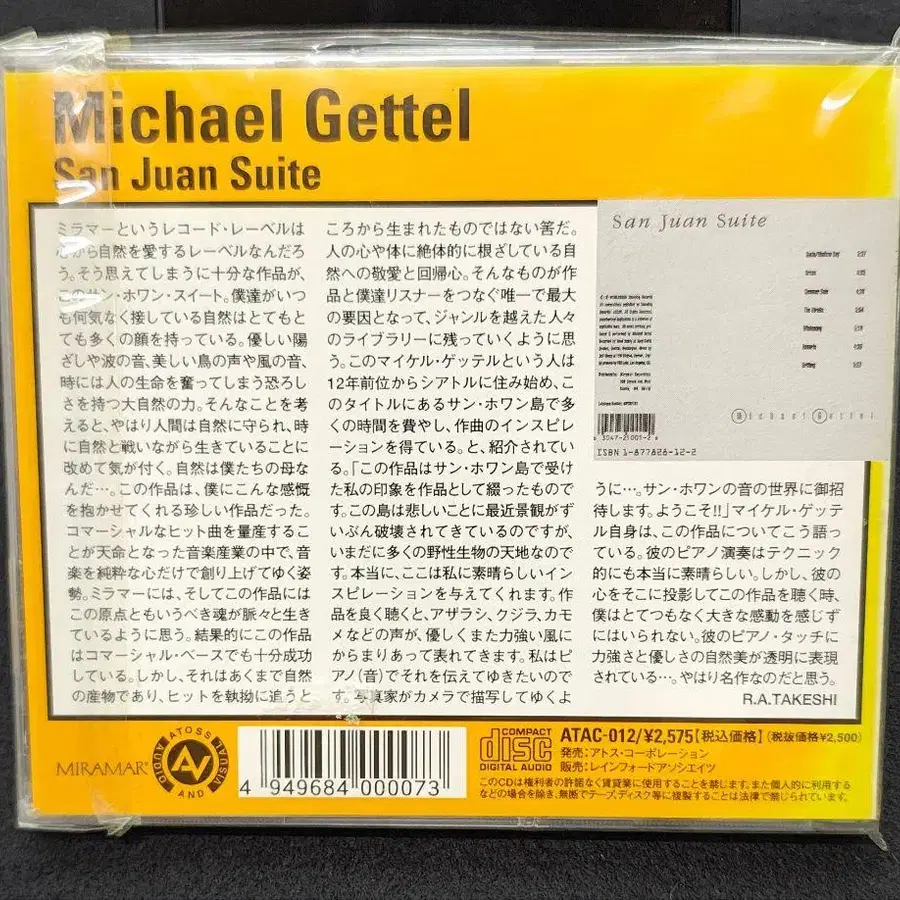 Michael Gettel
San Juan Suite
ミラマーというレコード・レーベルは
心から自然を愛するレーベルなんだろ
う。そう思えてしまうに十分な作品が、
このサン・ホワン・スイート。僕達がいつ
も何気なく接している自然はとてもと
ても多くの顔を持っている。優しい陽
ざしや波の音、美しい鳥の声や風の音、
時には人の生命を奪ってしまう恐ろし
さを持つ大自然の力。そんなことを考
えると、やはり人間は自然に守られ、時
に自然と戦いながら生きていることに
改めて気が付く。自然は僕たちの母な
んだ…。この作品は、僕にこんな感慨
を抱かせてくれる珍しい作品だった。
コマーシャルなヒット曲を量産するこ
とが天命となった音楽産業の中で、音
楽を純粋な心だけで創り上げてゆく姿
勢。ミラマーには、そしてこの作品には
この原点ともいうべき魂が脈々と生き
ているように思う。結果的にこの作品
はコマーシャル・ベースでも十分成功
している。しかし、それはあくまで自然
の産物であり、ヒットを執拗に追うと
ころから生まれたものではない筈だ。
人の心や体に絶体的に根ざしている自
然への敬愛と回帰心。そんなものが作
品と僕達リスナーをつなぐ唯一で最大
の要因となって、ジャンルを越えた人々
のライブラリーに残っていくように思
う。このマイケル・ゲッテルという人は
12年前位からシアトルに住み始め、こ
のタイトルにあるサン・ホワン島で多
くの時間を費やし、作曲のインスピレ
ーションを得ている。と、紹介されてい
る。「この作品はサン・ホワン島で受け
た私の印象を作品として綴ったもので
す。この島は悲しいことに最近景観がず
いぶん破壊されてきているのですが、
いまだに多くの野性生物の天地なので
す。本当に、ここは私に素晴らしいイン
スピレーションを与えてくれます。作
品を良く聴くと、アザラシ、クジラ、カモ
メなどの声が、優しくまた力強い風に
からまりあって表れてきます。私はピ
アノ(音)でそれを伝えてゆきたいので
す。写真家がカメラで描写してゆくよ
San Juan Suite
Michael Gettel
3047-21001-2
ISBN 1-877826-12-2
うに…。サン・ホワンの音の世界に御招
待します。ようこそ!!」マイケル・ゲッテ
ル自身は、この作品についてこう語っ
ている。彼のピアノ演奏はテクニック
的にも本当に素晴らしい。しかし、彼の
心をそこに投影してこの作品を聴く時、
僕はとてつもなく大きな感動を感じず
にはいられない。彼のピアノ・タッチに
力強さと優しさの自然美が透明に表現
されている…。やはり名作なのだと思う。
R.A.TAKESHI
MIRAMAR®
ATOSS AUDIO AND VISUAL ASIA
AV
4 949684 000073
COMPACT
disc
DIGITAL AUDIO
ATAC-012/¥2,575【税込価格】(税抜価格¥2,500)
発売:アトス・コーポレーション
販売:レインフォードアソシエイツ
このCDは権利者の許諾なく賃貸業に使用することを禁じます。また個人的に利用する
などの場合を除き、無断でテープ、ディスク等に複製することは法律で禁じられています。